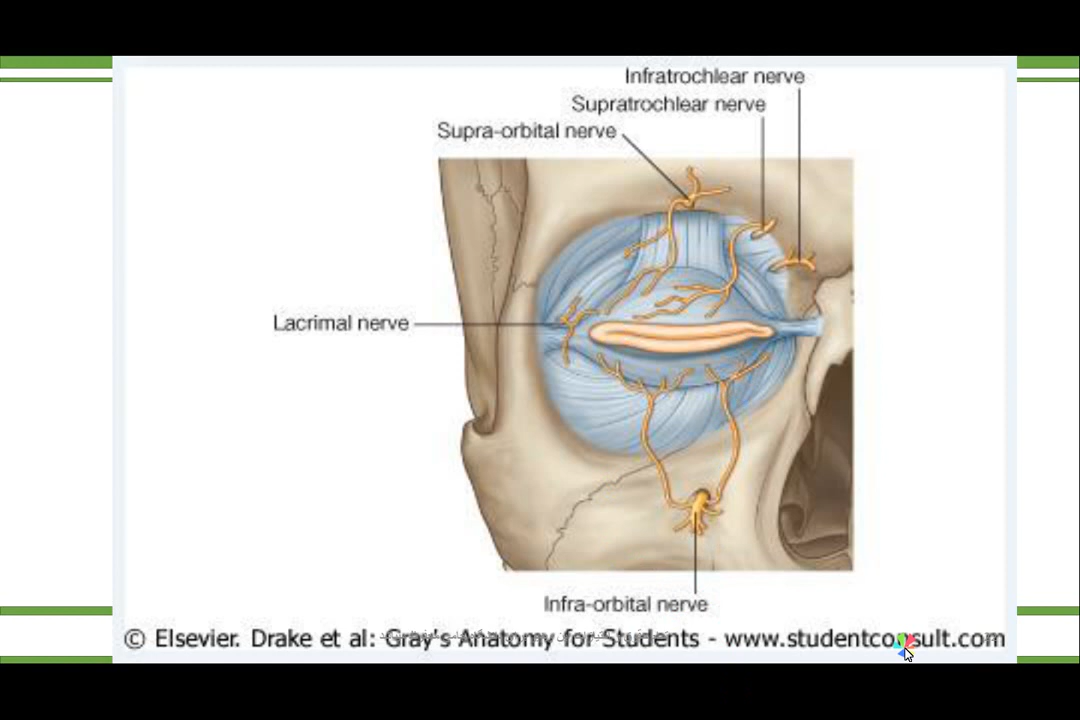 Infratrochlear nerve
Supratrochlear nerve
Supra-orbital nerve
Lacrimal nerve
Infra-orbital nerve
© Elsevier. Drake et al: Gray's Anatomy for Students - www.studentconsult.com